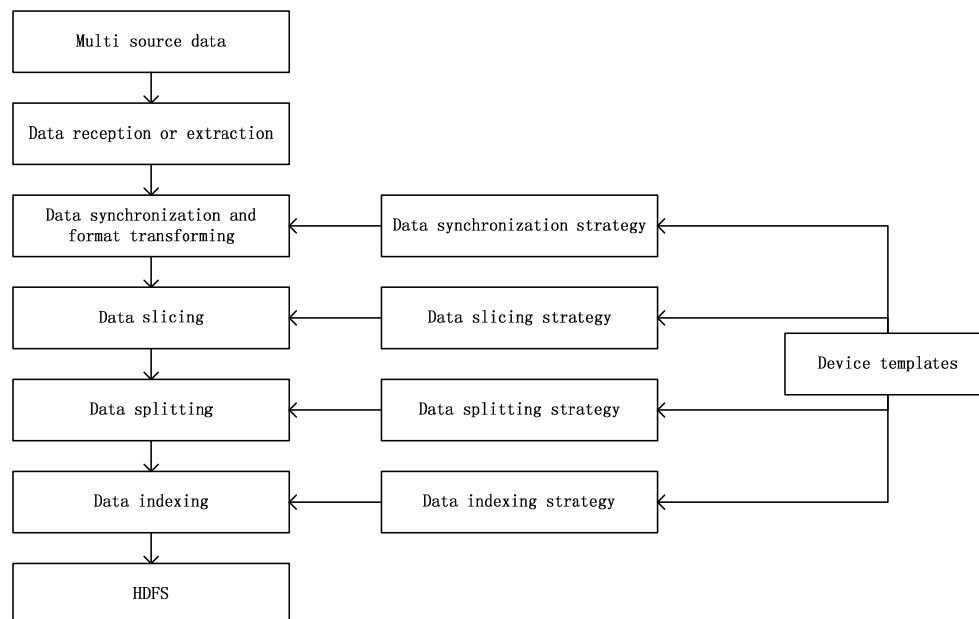 Multi source data
Data reception or extraction
Data synchronization and
format transforming
Data synchronization strategy
Data slicing
Data slicing strategy
Device templates
Data splitting
Data splitting strategy
Data indexing
Data indexing strategy
HDFS